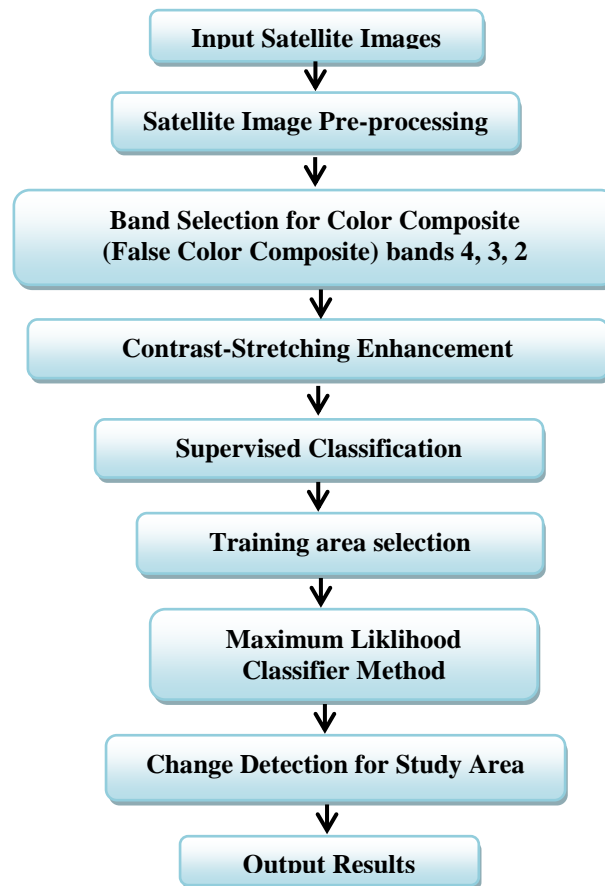 Input Satellite Images
Satellite Image Pre-processing
Band Selection for Color Composite
(False Color Composite) bands 4, 3, 2
Contrast-Stretching Enhancement
Supervised Classification
Training area selection
Maximum Liklihood
Classifier Method
Change Detection for Study Area
Output Results